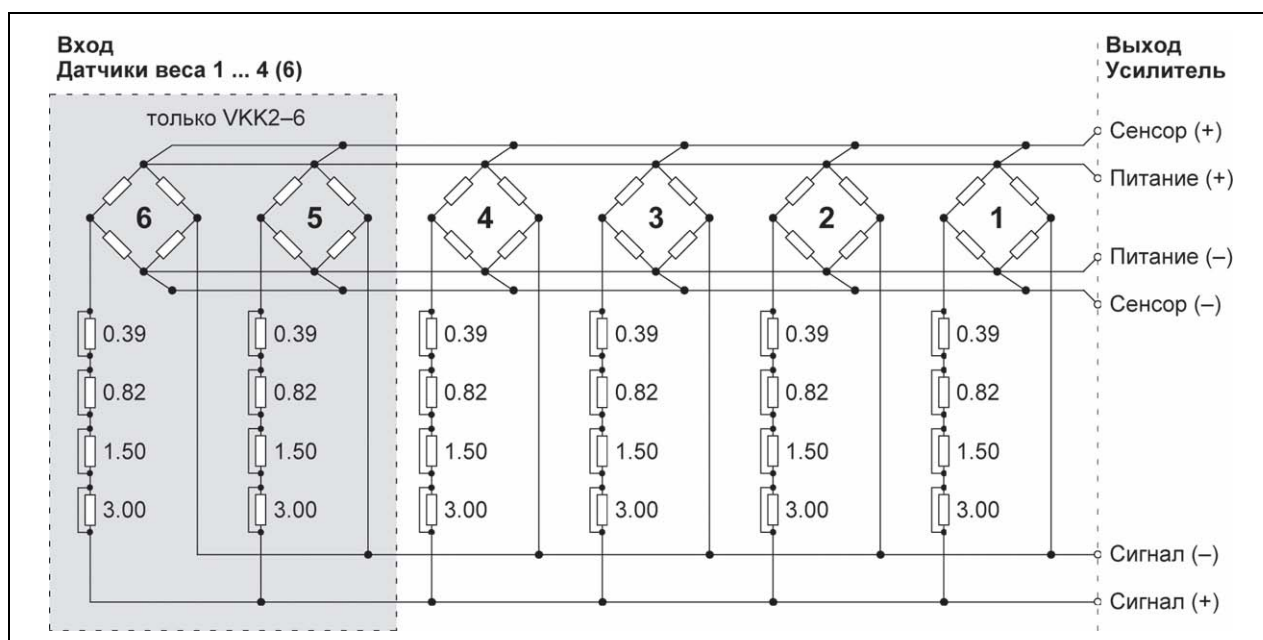 Вход
Датчики веса 1 ... 4 (6)
Выход
Усилитель
только VKK2–6
Сенсор (+)
Питание (+)
6 5 4 3 2 1
Питание (–)
Сенсор (–)
0.39 0.39 0.39 0.39 0.39 0.39
0.82 0.82 0.82 0.82 0.82 0.82
1.50 1.50 1.50 1.50 1.50 1.50
3.00 3.00 3.00 3.00 3.00 3.00
Сигнал (–)
Сигнал (+)